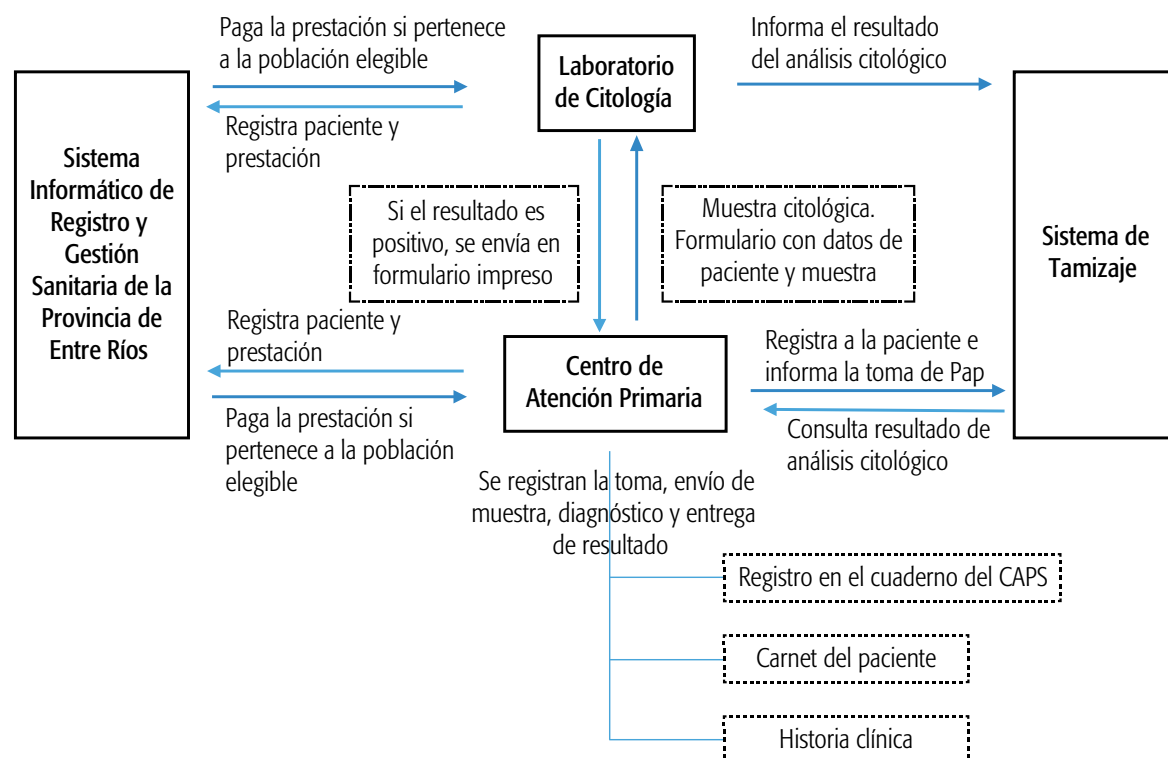 Paga la prestación si pertenece
a la población elegible
Registra paciente y
prestación
Laboratorio
de Citología
Informa el resultado
del análisis citológico
Sistema
Informático de
Registro y
Gestión
Sanitaria de la
Provincia de
Entre Ríos
Si el resultado es
positivo, se envía en
formulario impreso
Muestra citológica.
Formulario con datos de
paciente y muestra
Sistema de
Tamizaje
Registra paciente y
prestación
Paga la prestación si
pertenece a la población
elegible
Centro de
Atención Primaria
Registra a la paciente e
informa la toma de Pap
Consulta resultado de
análisis citológico
Se registran la toma, envío de
muestra, diagnóstico y entrega
de resultado
Registro en el cuaderno del CAPS
Carnet del paciente
Historia clínica